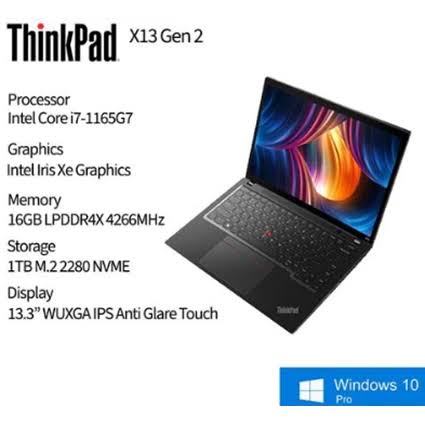 ThinkPad X13 Gen 2
Processor
Intel Core i7-1165G7
Graphics
Intel Iris Xe Graphics
Memory
16GB LPDDR4X 4266MHz
Storage
1TB M.2 2280 NVME
Display
13.3” WUXGA IPS Anti Glare Touch
ThinkPad
Windows 10
Pro